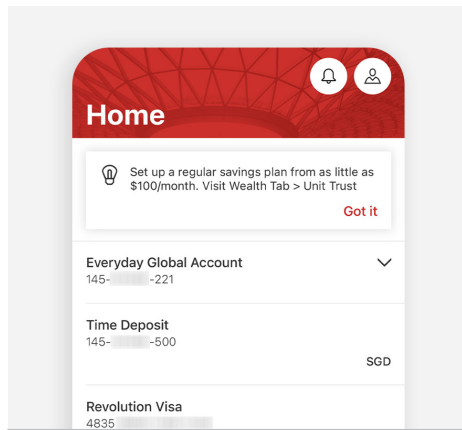 Home
Set up a regular savings plan from as little as
$100/month. Visit Wealth Tab > Unit Trust
Got it
Everyday Global Account
145- -221
Time Deposit
145- -500
SGD
Revolution Visa
4835